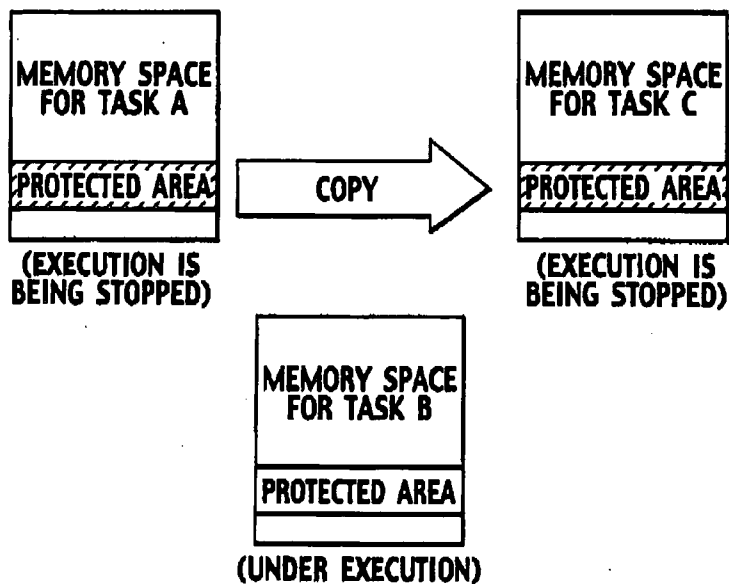 MEMORY SPACE
FOR TASK A
PROTECTED AREA
(EXECUTION IS
BEING STOPPED)
COPY
MEMORY SPACE
FOR TASK C
PROTECTED AREA
(EXECUTION IS
BEING STOPPED)
MEMORY SPACE
FOR TASK B
PROTECTED AREA
(UNDER EXECUTION)